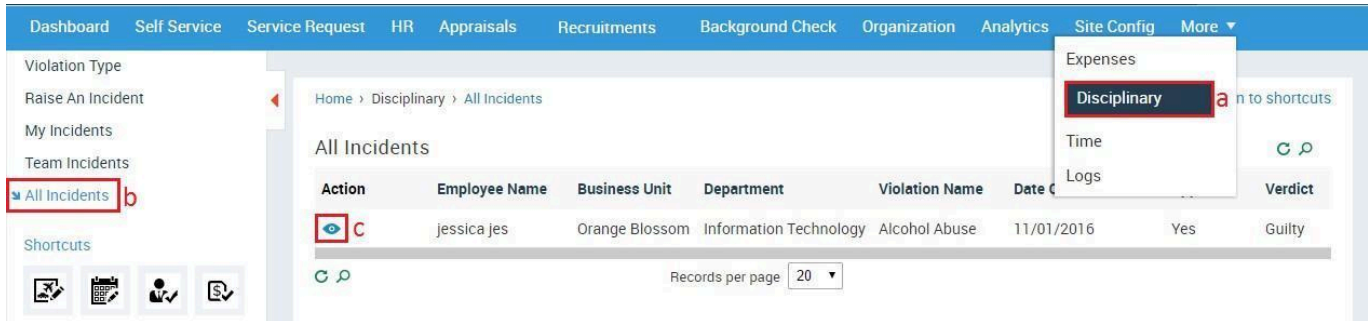 Dashboard Self Service Service Request HR Appraisals Recruitments Background Check Organization Analytics Site Config More
Violation Type
Raise An Incident
My Incidents
Team Incidents
All Incidents b
Shortcuts
Expenses
Disciplinary a
Time
Logs
Home › Disciplinary › All Incidents
to shortcuts
All Incidents
Action Employee Name Business Unit Department Violation Name Date Verdict
c jessica jes Orange Blossom Information Technology Alcohol Abuse 11/01/2016 Yes Guilty
Records per page 20